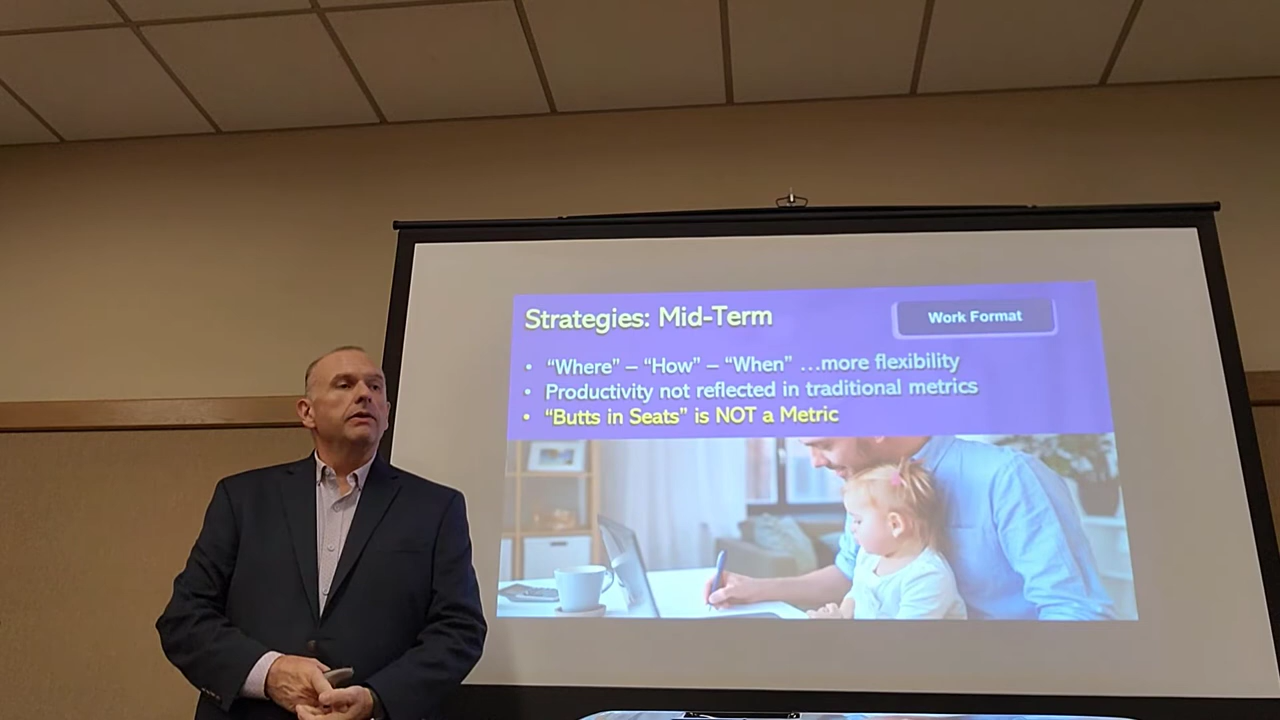 Strategies: Mid-Term
Work Format
• “Where” – “How” – “When” …more flexibility
• Productivity not reflected in traditional metrics
• “Butts in Seats” is NOT a Metric